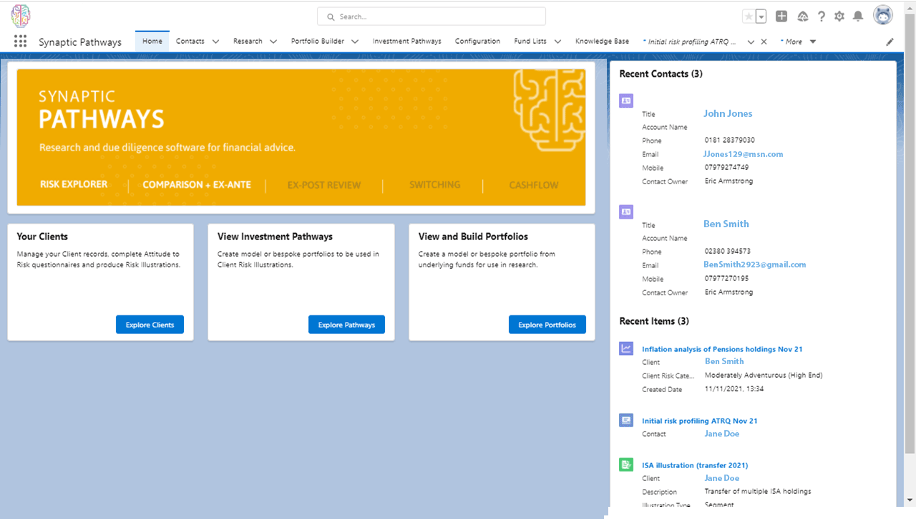 Search...
Synaptic Pathways
Home
Contacts
Research
Portfolio Builder
Investment Pathways
Configuration
Fund Lists
Knowledge Base
* Initial risk profiling ATRQ ...
* More
SYNAPTIC
PATHWAYS
Research and due diligence software for financial advice.
RISK EXPLORER
COMPARISON + EX-ANTE
EX-POST REVIEW
SWITCHING
CASHFLOW
Your Clients
Manage your Client records, complete Attitude to
Risk questionnaires and produce Risk Illustrations.
Explore Clients
View Investment Pathways
Create model or bespoke portfolios to be used in
Client Risk Illustrations.
Explore Pathways
View and Build Portfolios
Create a model or bespoke portfolio from
underlying funds for use in research.
Explore Portfolios
Recent Contacts (3)
Title John Jones
Account Name
Phone 0181 28379030
Email JJones129@msn.com
Mobile 07979274749
Contact Owner Eric Armstrong
Title Ben Smith
Account Name
Phone 02380 394573
Email BenSmith2923@gmail.com
Mobile 07977270195
Contact Owner Eric Armstrong
Recent Items (3)
Inflation analysis of Pensions holdings Nov 21
Client Ben Smith
Client Risk Cate... Moderately Adventurous (High End)
Created Date 11/11/2021, 13:34
Initial risk profiling ATRQ Nov 21
Contact Jane Doe
ISA illustration (transfer 2021)
Client Jane Doe
Description Transfer of multiple ISA holdings
Illustration Type Segment